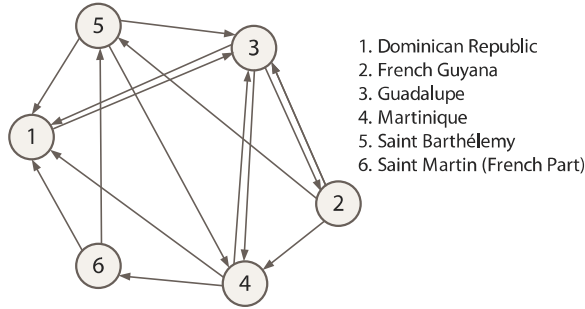 5
3
1
2
6
4
1. Dominican Republic
2. French Guyana
3. Guadalupe
4. Martinique
5. Saint Barthélemy
6. Saint Martin (French Part)